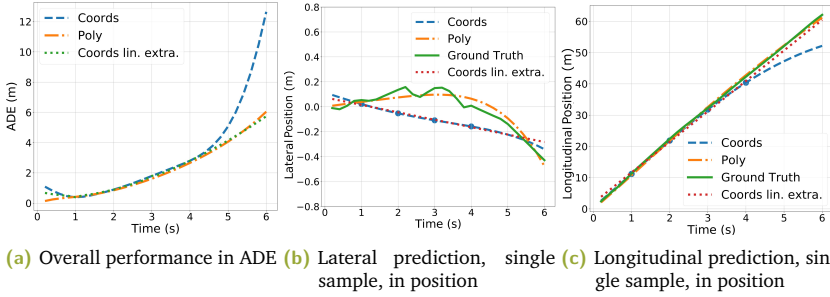 ADE (m)
12
10
8
6
4
2
0
Coords
Poly
Coords lin. extra.
0 1 2 3 4 5 6
Time (s)
Lateral Position (m)
0.8
0.6
0.4
0.2
0.0
−0.2
−0.4
−0.6
−0.8
Coords
Poly
Ground Truth
Coords lin. extra.
0 1 2 3 4 5 6
Time (s)
Longitudinal Position (m)
60
50
40
30
20
10
0
Coords
Poly
Ground Truth
Coords lin. extra.
0 1 2 3 4 5 6
Time (s)
(a) Overall performance in ADE
(b) Lateral prediction, single
sample, in position
(c) Longitudinal prediction, sin
gle sample, in position